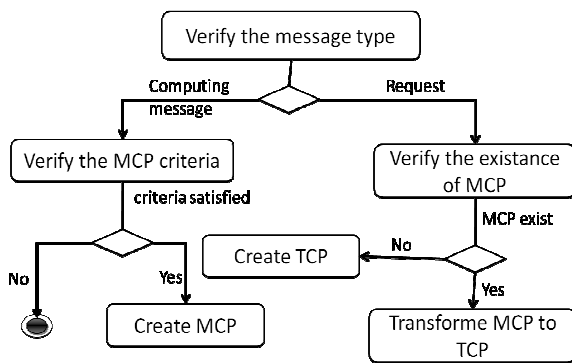 Verify the message type
Computing
message
Request
Verify the MCP criteria
Verify the existance
of MCP
criteria satisfied
MCP exist
No
Yes
Create TCP
No
Yes
Create MCP
Transforme MCP to
TCP